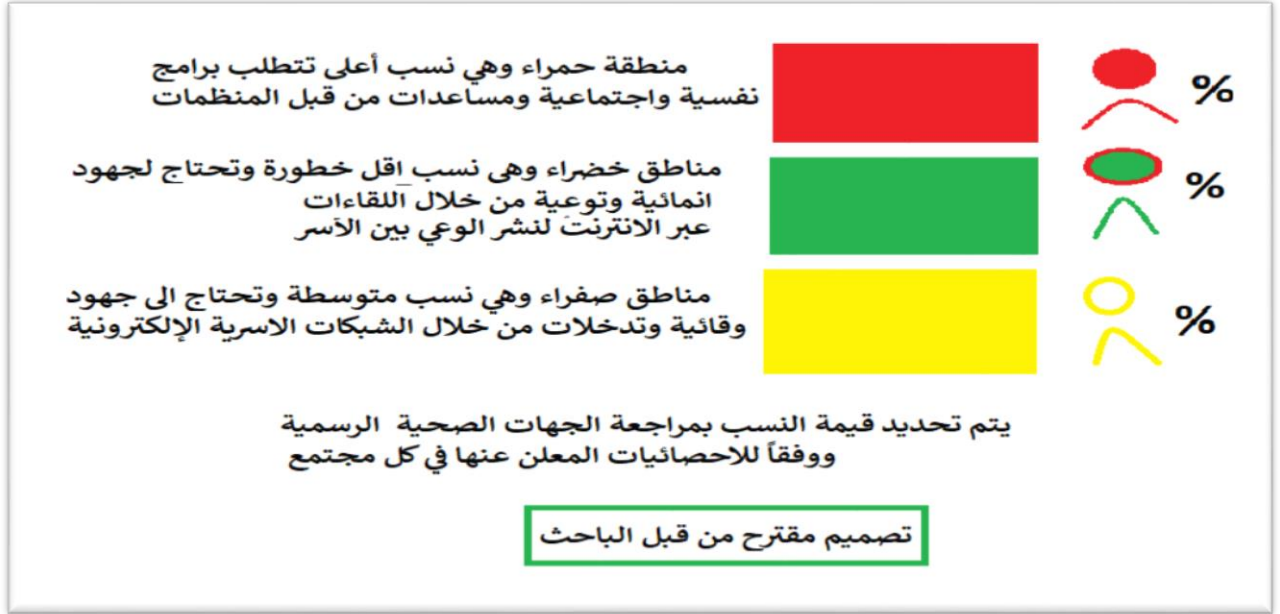 %
منطقة حمراء وهي نسب أعلى تتطلب برامج
نفسية واجتماعية ومساعدات من قبل المنظمات
%
مناطق خضراء وهى نسب اقل خطورة وتحتاج لجهود
انمائية وتوعية من خلال اللقاءات
عبر الانترنت لنشر الوعي بين الآسر
%
مناطق صفراء وهي نسب متوسطة وتحتاج الى جهود
وقائية وتدخلات من خلال الشبكات الاسرية الإلكترونية
يتم تحديد قيمة النسب بمراجعة الجهات الصحية الرسمية
ووفقاً للاحصائيات المعلن عنها في كل مجتمع
تصميم مقترح من قبل الباحث